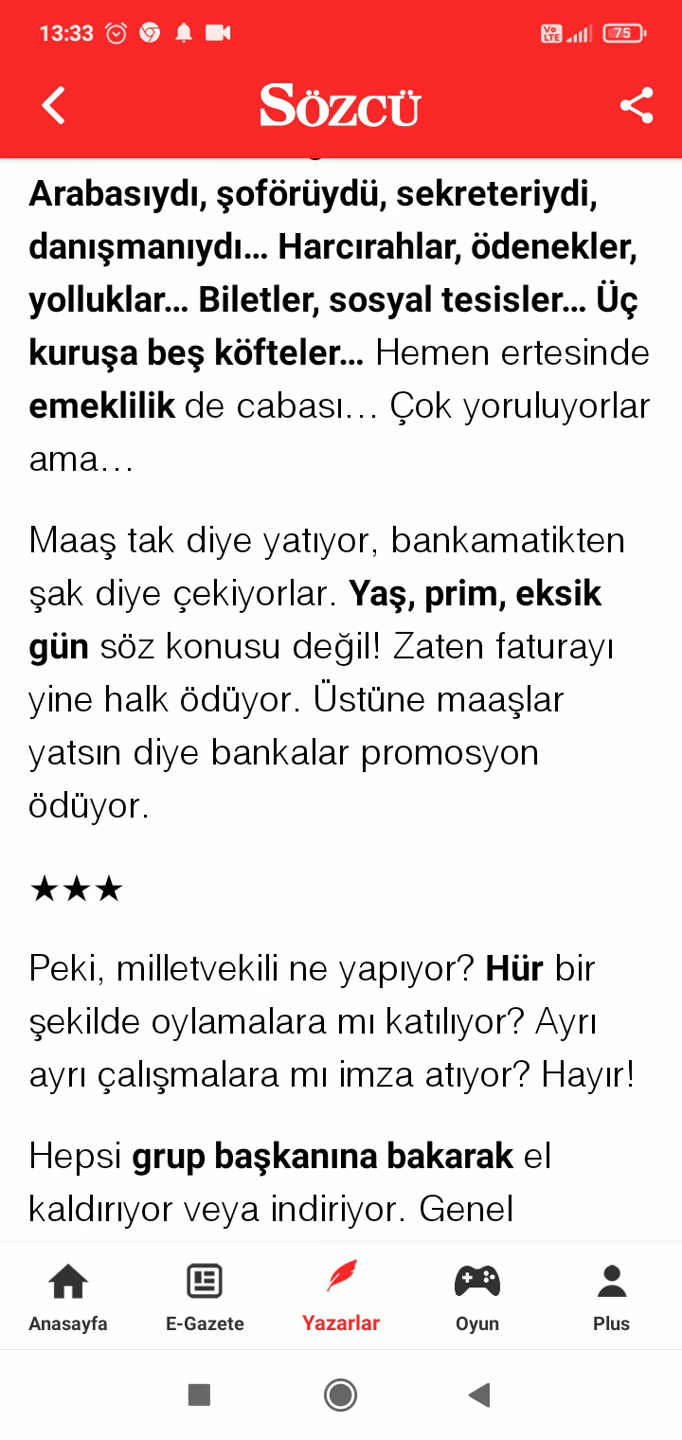 13:33
Vo LTE
75
SÖZCÜ
Arabasıydı, şoförüydü, sekreteriydi,
danışmanıydı... Harcırahlar, ödenekler,
yolluklar... Biletler, sosyal tesisler... Üç
kuruşa beş köfteler... Hemen ertesinde
emeklilik de cabası... Çok yoruluyorlar
ama...
Maaş tak diye yatıyor, bankamatikten
şak diye çekiyorlar. Yaş, prim, eksik
gün söz konusu değil! Zaten faturayı
yine halk ödüyor. Üstüne maaşlar
yatsın diye bankalar promosyon
ödüyor.
★★★
Peki, milletvekili ne yapıyor? Hür bir
şekilde oylamalara mı katılıyor? Ayrı
ayrı çalışmalara mı imza atıyor? Hayır!
Hepsi grup başkanına bakarak el
kaldırıyor veya indiriyor. Genel
Anasayfa
E-Gazete
Yazarlar
Oyun
Plus